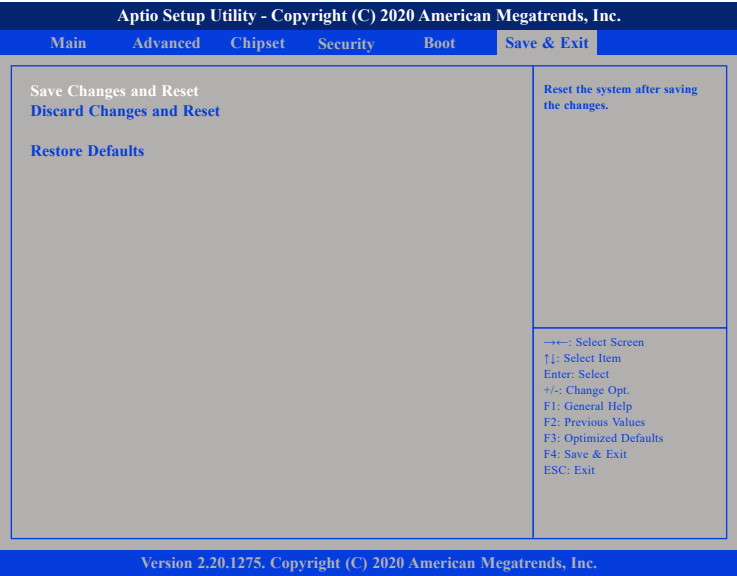 Aptio Setup Utility - Copyright (C) 2020 American Megatrends, Inc.
Main Advanced Chipset Security Boot Save & Exit
Save Changes and Reset
Discard Changes and Reset
Restore Defaults
Reset the system after saving
the changes.
→←: Select Screen
↑↓: Select Item
Enter: Select
+/-: Change Opt.
F1: General Help
F2: Previous Values
F3: Optimized Defaults
F4: Save & Exit
ESC: Exit
Version 2.20.1275. Copyright (C) 2020 American Megatrends, Inc.